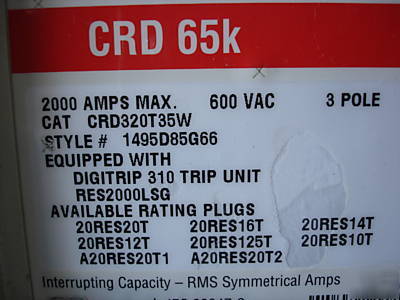 CRD 65k
2000 AMPS MAX. 600 VAC 3 POLE
CAT CRD320T35W
STYLE # 1495D85G66
EQUIPPED WITH
DIGITRIP 310 TRIP UNIT
RES2000LSG
AVAILABLE RATING PLUGS
20RES20T 20RES16T 20RES14T
20RES12T 20RES125T 20RES10T
A20RES20T1 A20RES20T2
Interrupting Capacity – RMS Symmetrical Amps